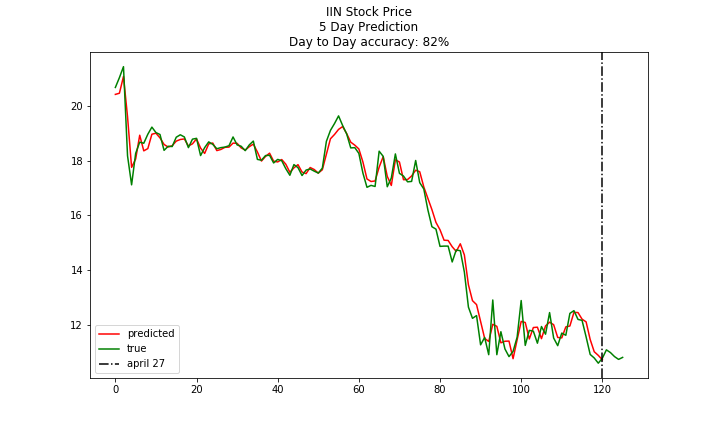 IIN Stock Price
5 Day Prediction
Day to Day accuracy: 82%
20
18
16
14
12
predicted
true
april 27
0
20
40
60
80
100
120